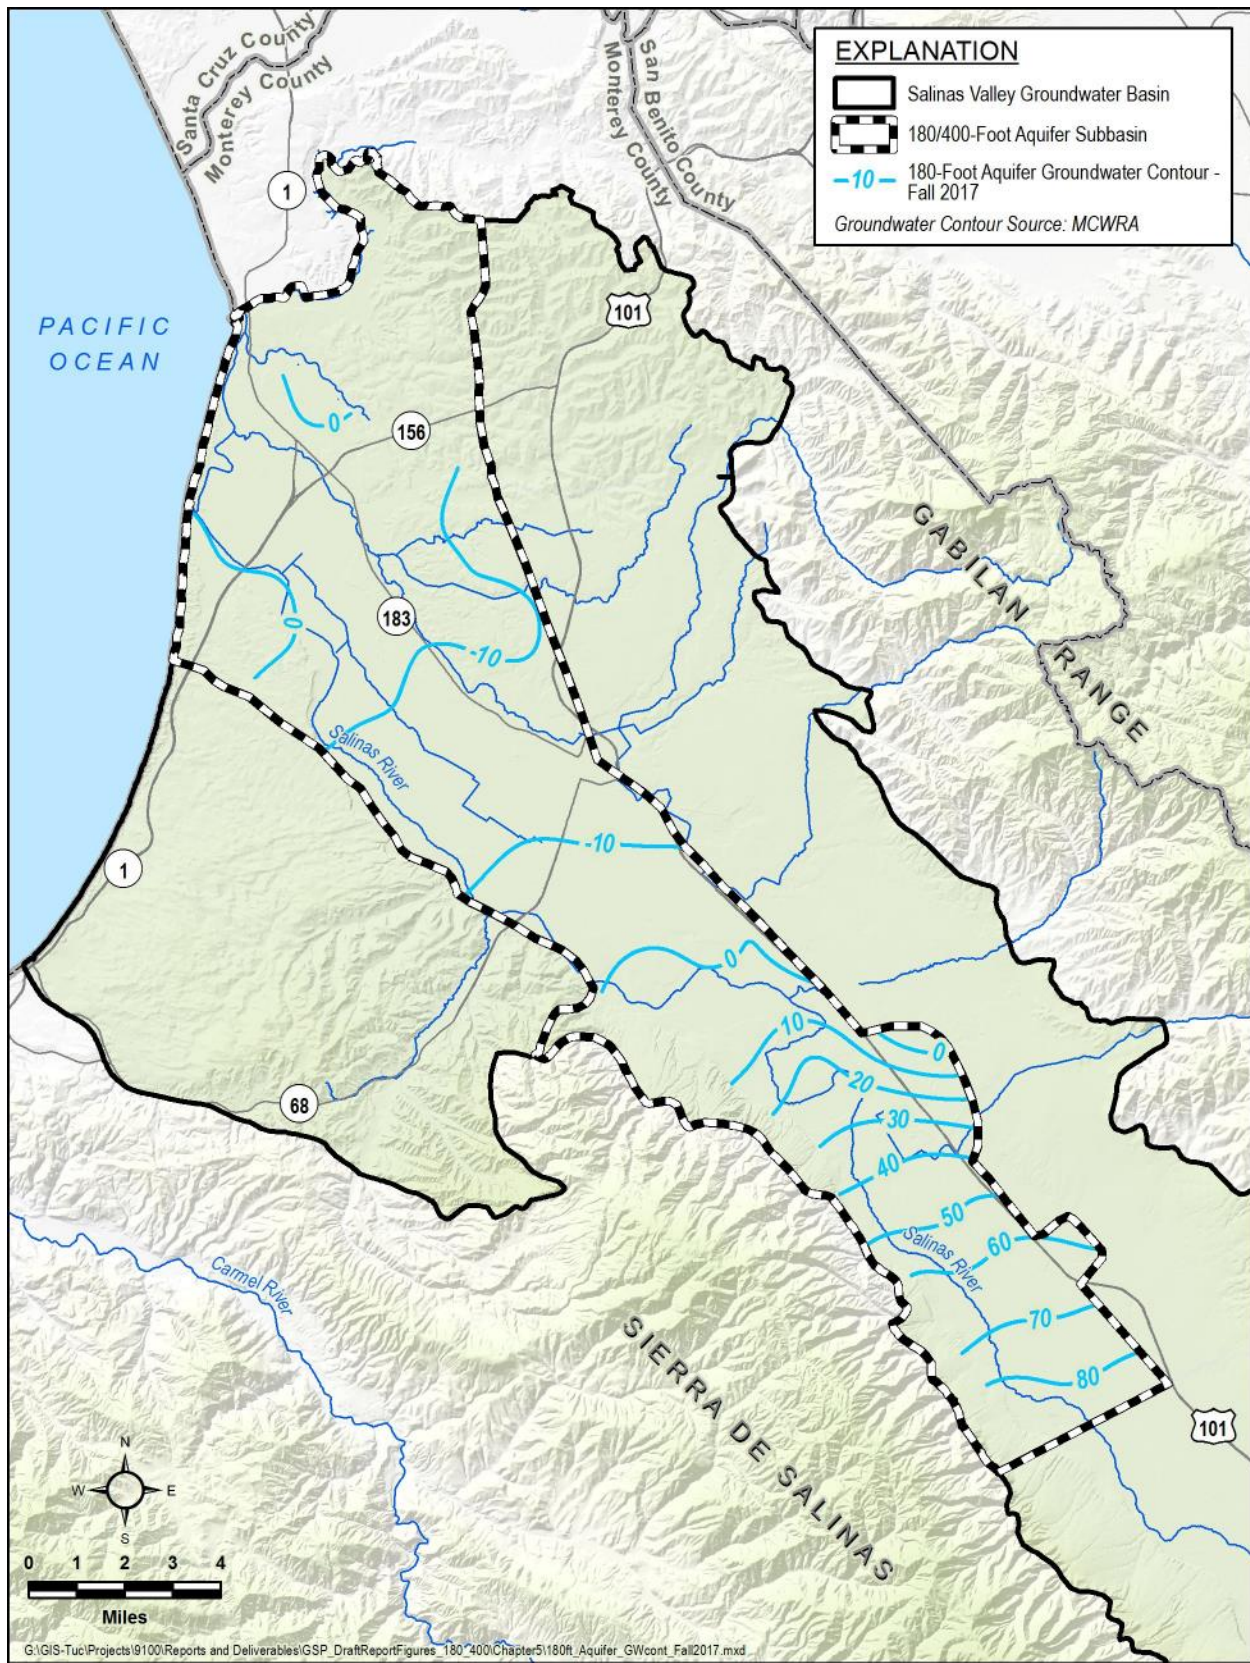 EXPLANATION
Salinas Valley Groundwater Basin
180/400-Foot Aquifer Subbasin
-10
180-Foot Aquifer Groundwater Contour -
Fall 2017
Groundwater Contour Source: MCWRA
Santa Cruz County
Monterey County
San Benito County
Monterey County
1
101
PACIFIC
OCEAN
0
156
GABILAN
RANGE
183
0
-10
Salinas River
-10
1
0
10
0
20
68
30
40
50
60
Salinas River
Carmel River
70
SIERRA DE SALINAS
80
101
N
W
E
S
0 1 2 3 4
Miles
G:\GIS-Tuc\Projects\9100\Reports and Deliverables\GSP_DraftReportFigures_180_400\Chapter5\180ft_Aquifer_GWcont_Fall2017.mxd